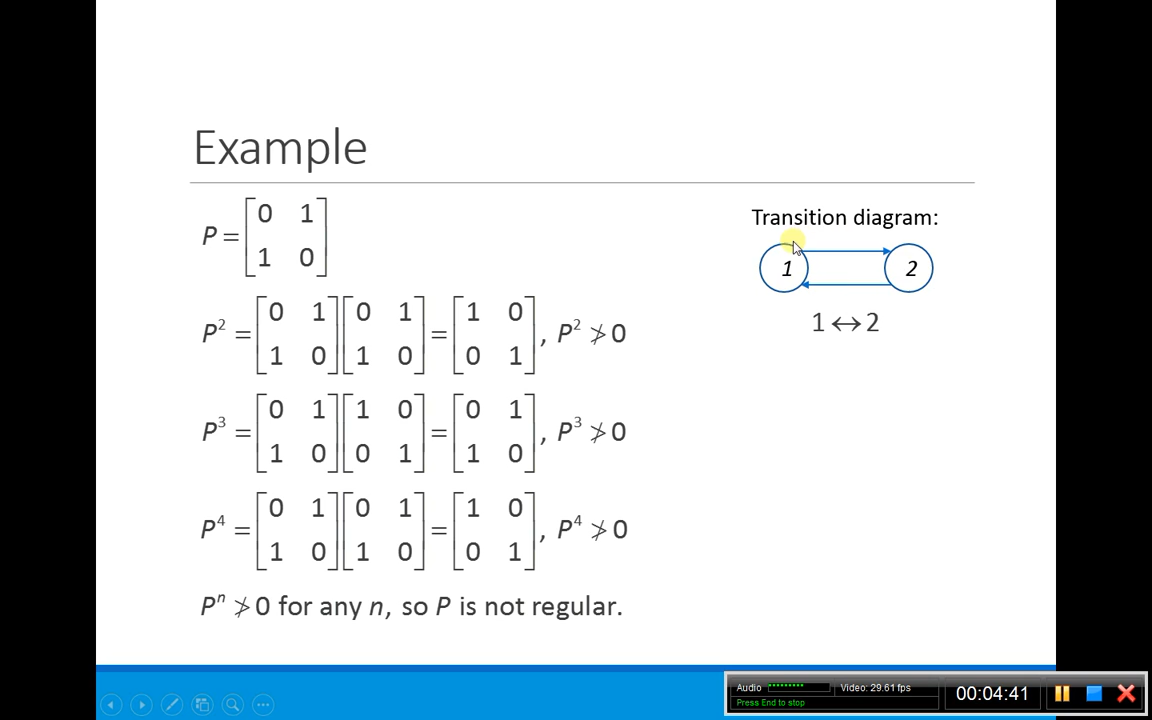 Example
P = [0 1; 1 0]
P² = [0 1; 1 0][0 1; 1 0] = [1 0; 0 1], P² ≯ 0
P³ = [0 1; 1 0][1 0; 0 1] = [0 1; 1 0], P³ ≯ 0
P⁴ = [0 1; 1 0][0 1; 1 0] = [1 0; 0 1], P⁴ ≯ 0
Pⁿ ≯ 0 for any n, so P is not regular.
Transition diagram:
1 2
1 ↔ 2
Audio Video: 29.61 fps
Press End to stop
00:04:41